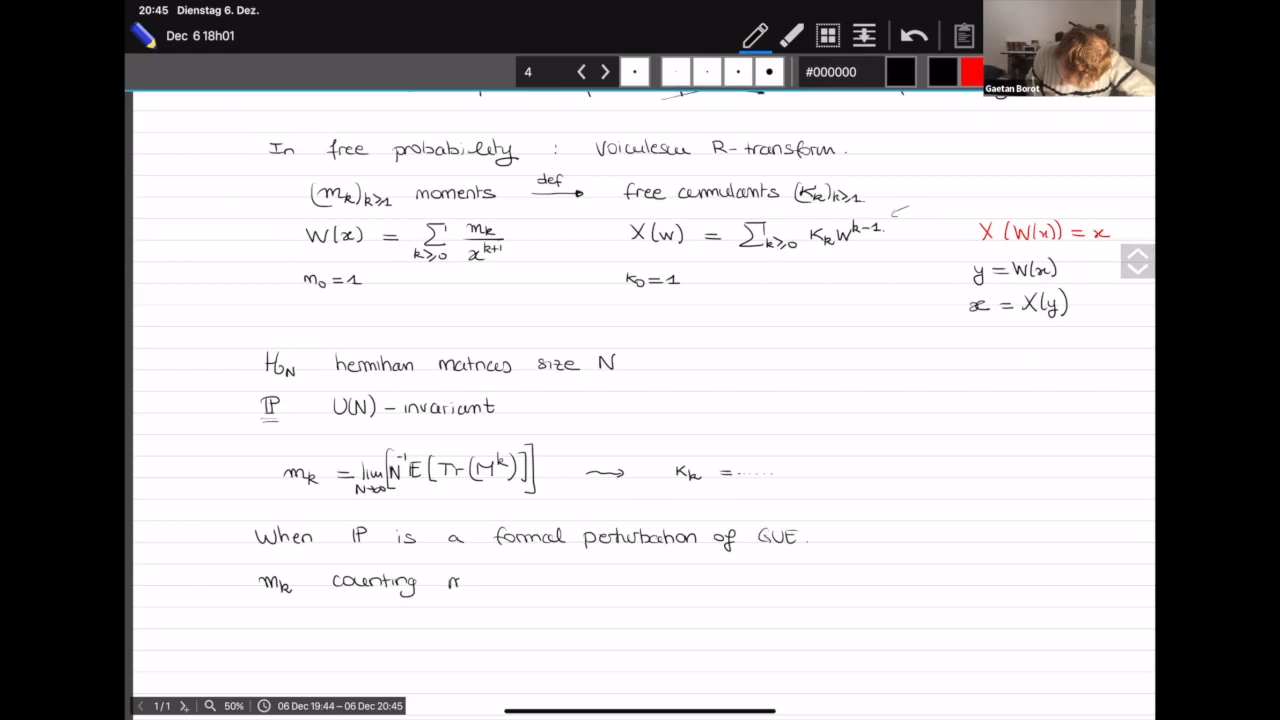 20:45 Dienstag 6. Dez.
Dec 6 18h01
4 #000000
Gaetan Borot
In free probability : Voiculescu R-transform.
(m_k)_{k≥1} moments →^{def} free cumulants (κ_k)_{k≥1}.
W(x) = ∑_{k≥0} m_k / x^{k+1} X(w) = ∑_{k≥0} κ_k w^{k-1}. X(W(x)) = x
y = W(x)
m_0 = 1 κ_0 = 1
x = X(y)
H_N hermitian matrices size N
ℙ U(N) - invariant
m_k = lim_{N→∞} [N^{-1} 𝔼[Tr(M^k)]] ⇝ κ_k = ......
When ℙ is a formal perturbation of GUE.
m_k counting
1/1 50% 06 Dec 19:44 – 06 Dec 20:45